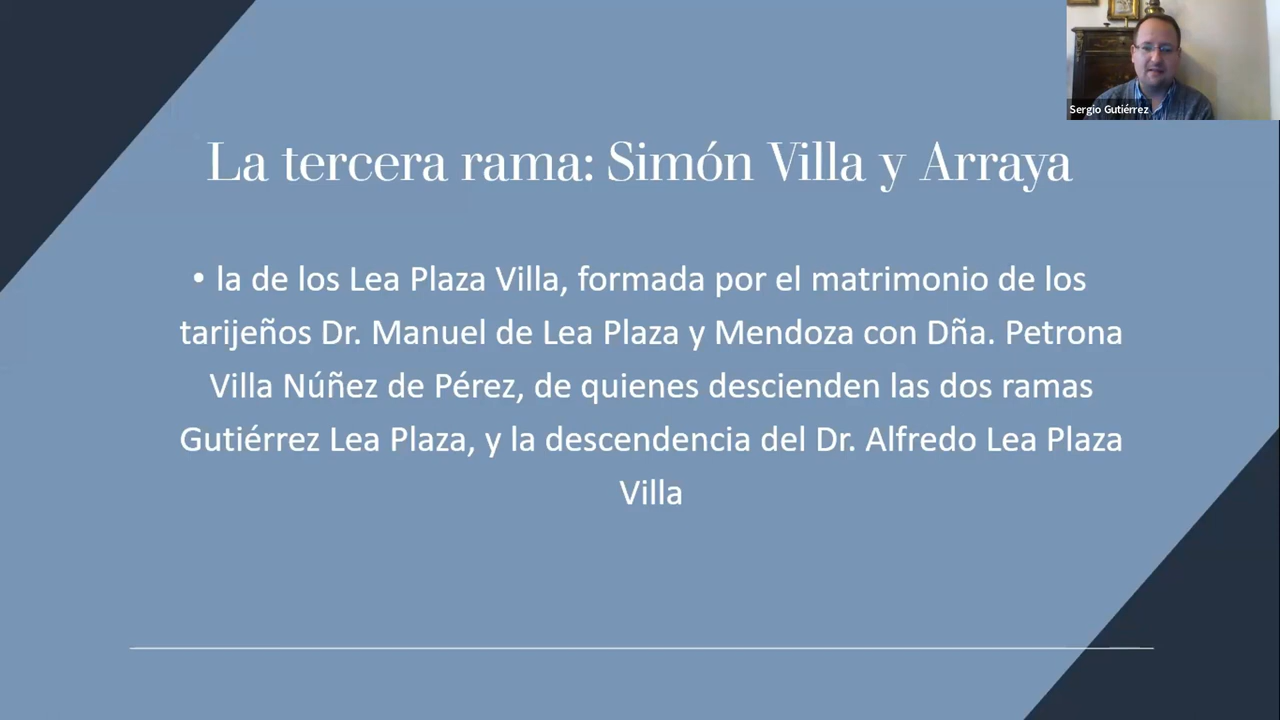 Sergio Gutiérrez
La tercera rama: Simón Villa y Arraya
• la de los Lea Plaza Villa, formada por el matrimonio de los
tarijeños Dr. Manuel de Lea Plaza y Mendoza con Dña. Petrona
Villa Núñez de Pérez, de quienes descienden las dos ramas
Gutiérrez Lea Plaza, y la descendencia del Dr. Alfredo Lea Plaza
Villa